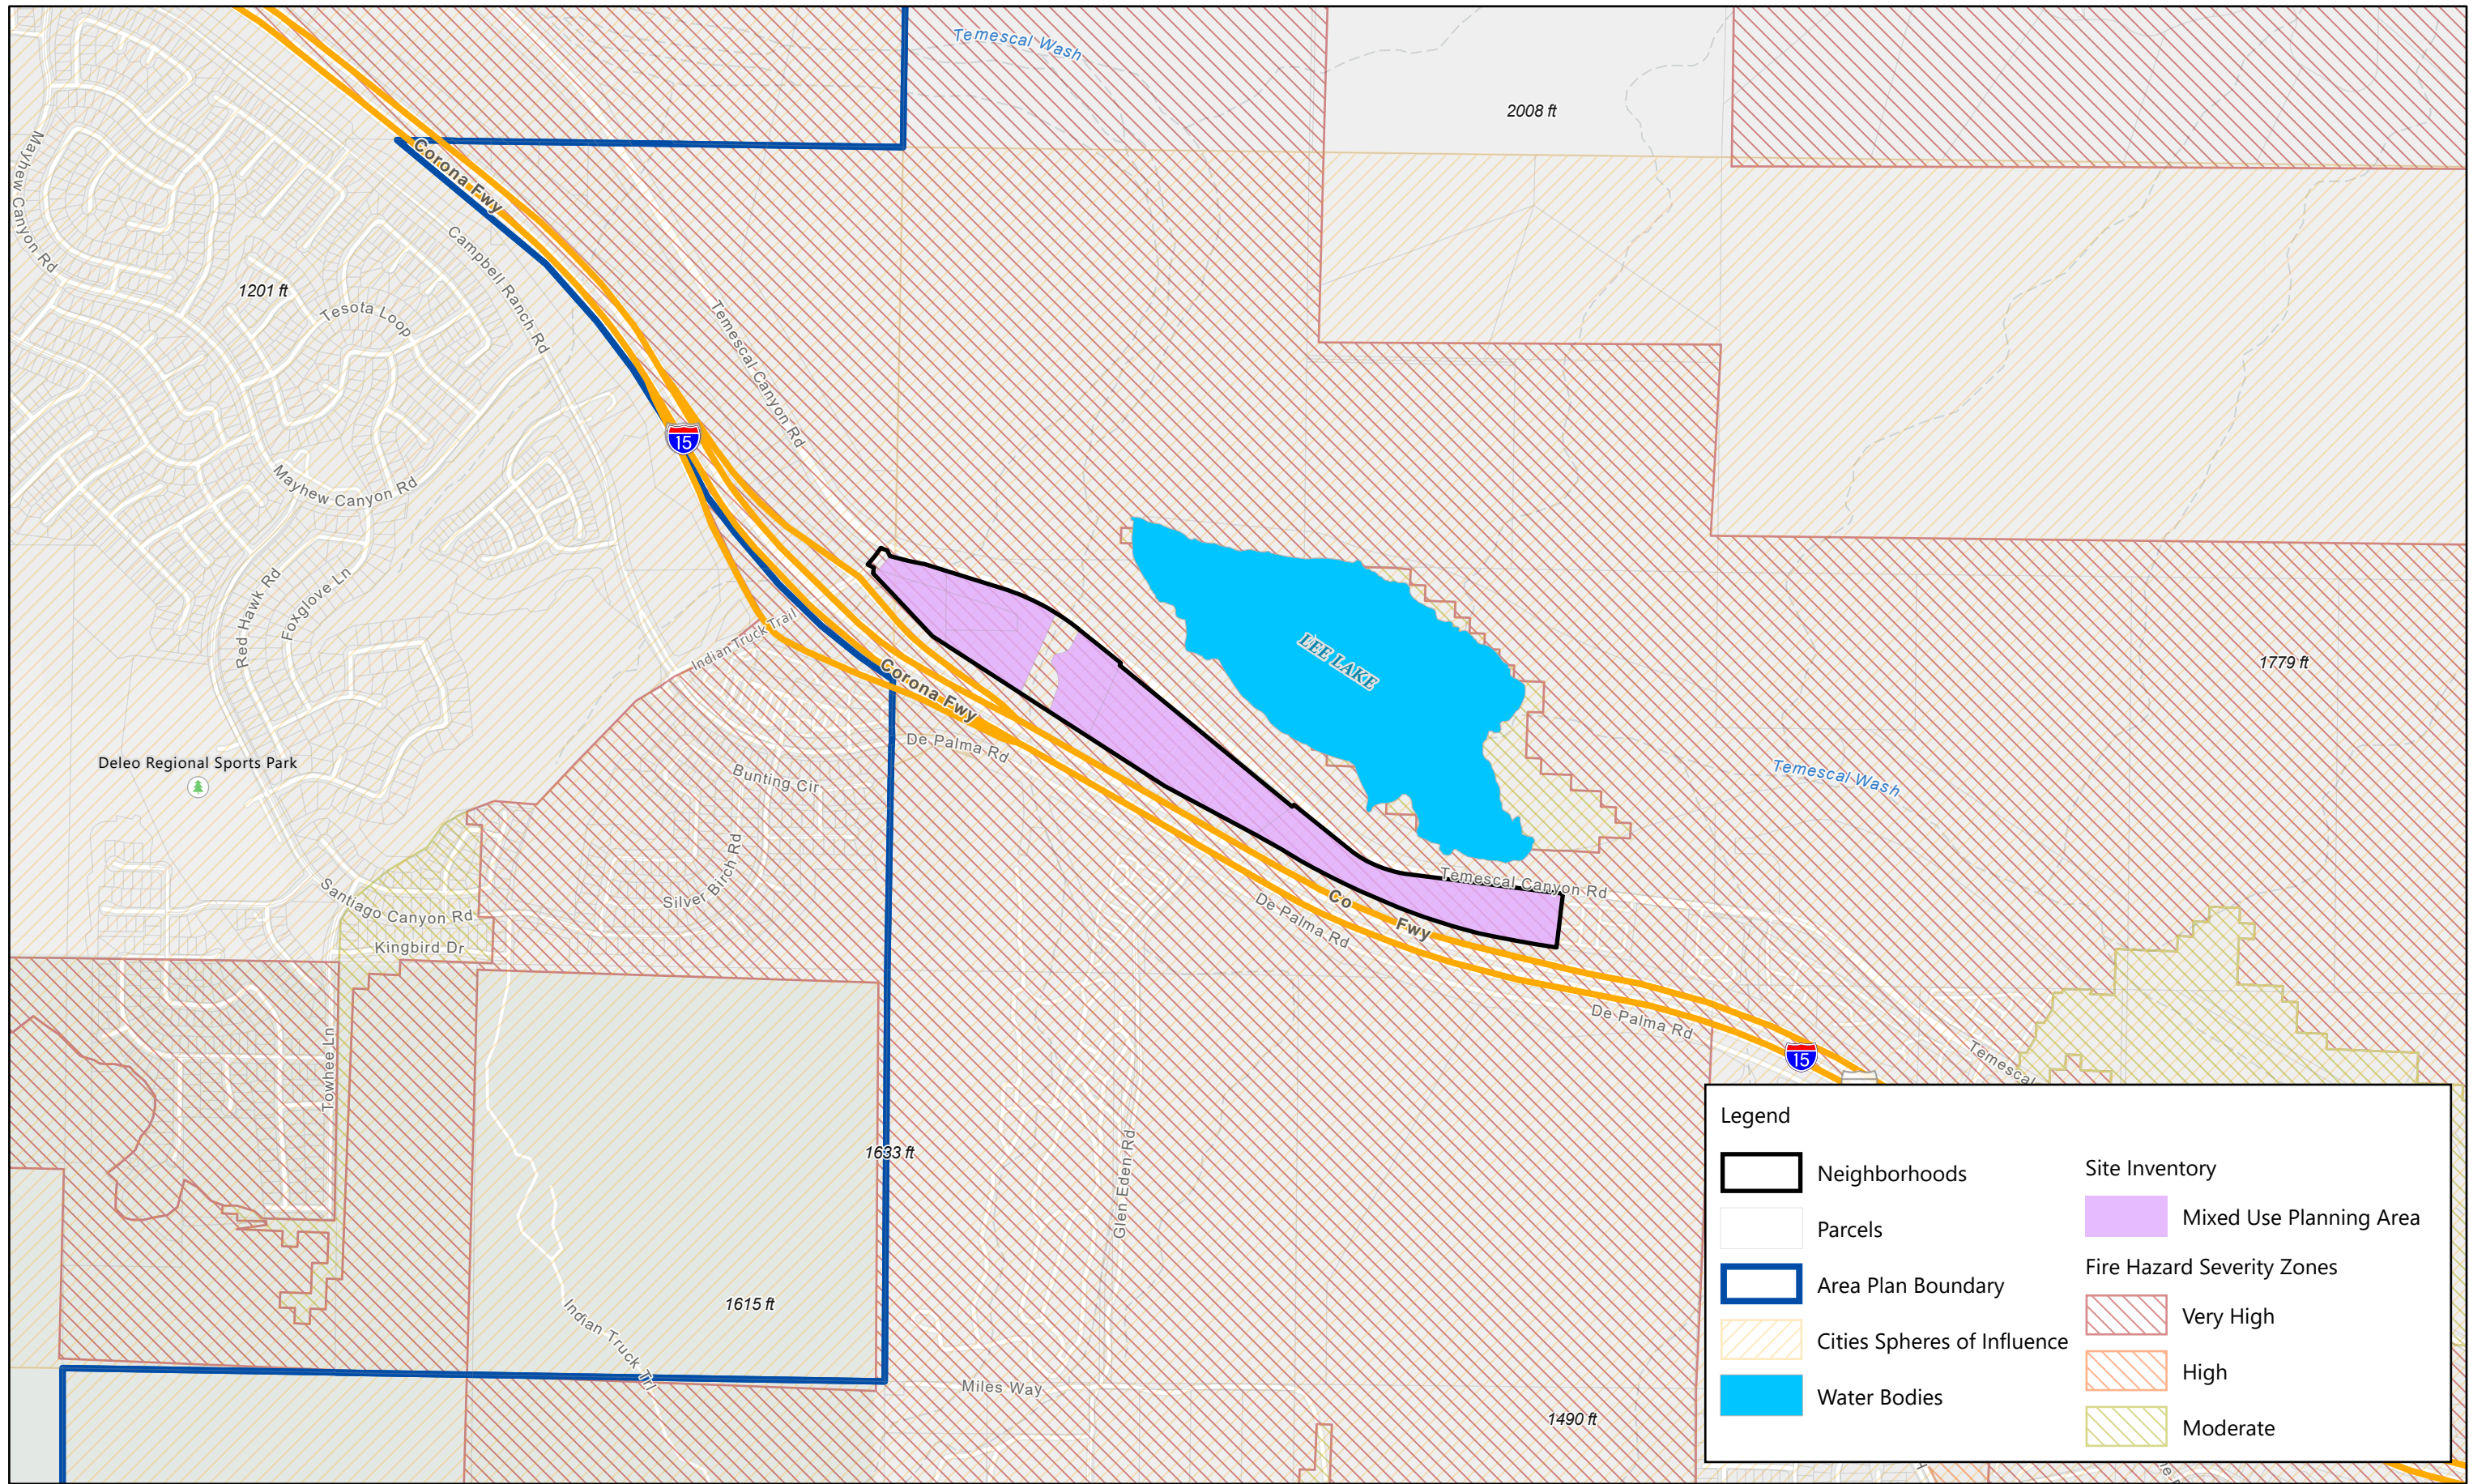 Temescal Wash
2008 ft
Mayhew Canyon Rd
Corona Fwy
Campbell Ranch Rd
1201 ft
Tesota Loop
Temescal Canyon Rd
15
Mayhew Canyon Rd
Red Hawk Rd
Foxglove Ln
Indian Truck Trail
LEE LAKE
1779 ft
Corona Fwy
De Palma Rd
Deleo Regional Sports Park
Bunting Cir
Temescal Wash
Silver Birch Rd
Santiago Canyon Rd
Kingbird Dr
Temescal Canyon Rd
Co Fwy
De Palma Rd
De Palma Rd
15
Temescal
Towhee Ln
1633 ft
Glen Eden Rd
1615 ft
Indian Truck Trl
Miles Way
1490 ft
Legend
Neighborhoods
Parcels
Area Plan Boundary
Cities Spheres of Influence
Water Bodies
Site Inventory
Mixed Use Planning Area
Fire Hazard Severity Zones
Very High
High
Moderate